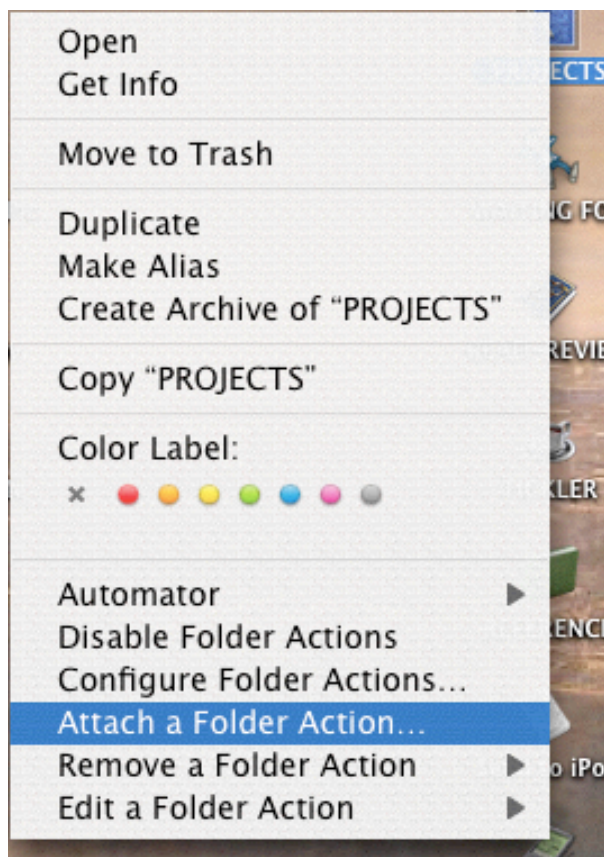 Open
Get Info
Move to Trash
Duplicate
Make Alias
Create Archive of “PROJECTS”
Copy “PROJECTS”
Color Label:
Automator
Disable Folder Actions
Configure Folder Actions...
Attach a Folder Action...
Remove a Folder Action
Edit a Folder Action